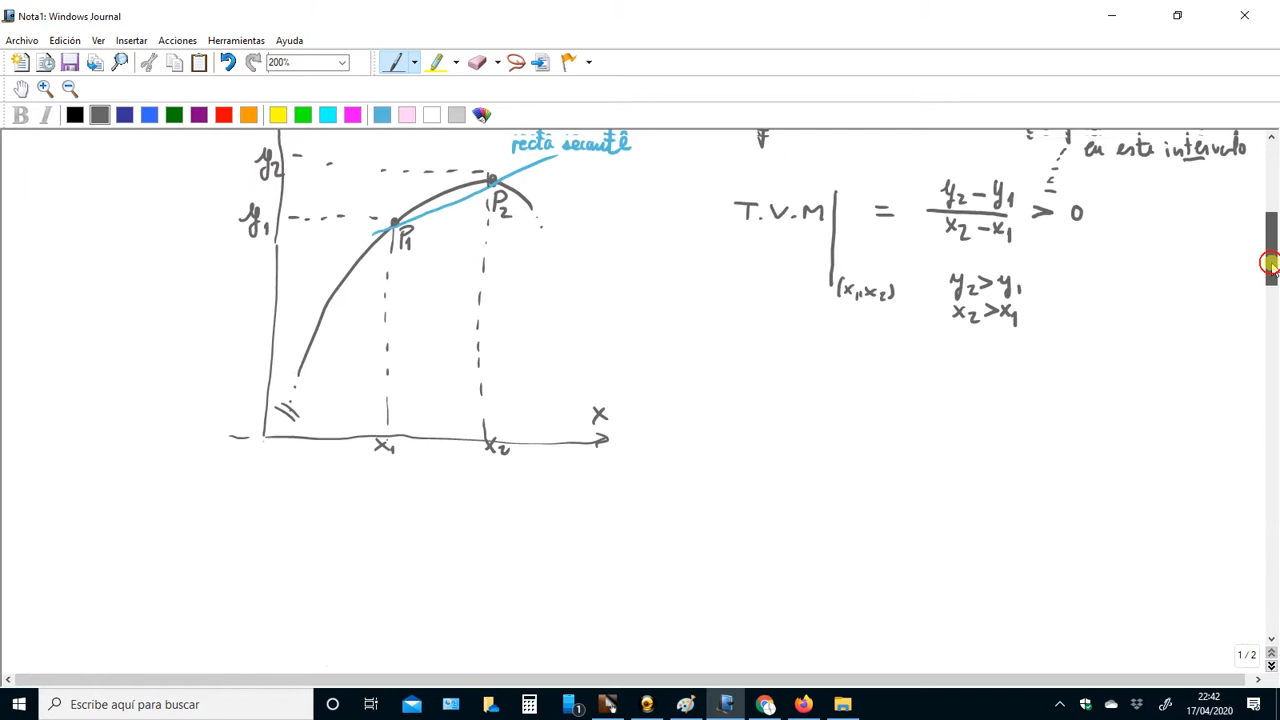 Nota1: Windows Journal
Archivo Edición Ver Insertar Acciones Herramientas Ayuda
200%
B I
recta secante
en este intervalo
y2
y1
P1
P2
T.V.M = y2 - y1 / x2 - x1 > 0
(x1, x2)
y2 > y1
x2 > x1
x
x1 x2
1 / 2
Escribe aquí para buscar
1
22:42
17/04/2020